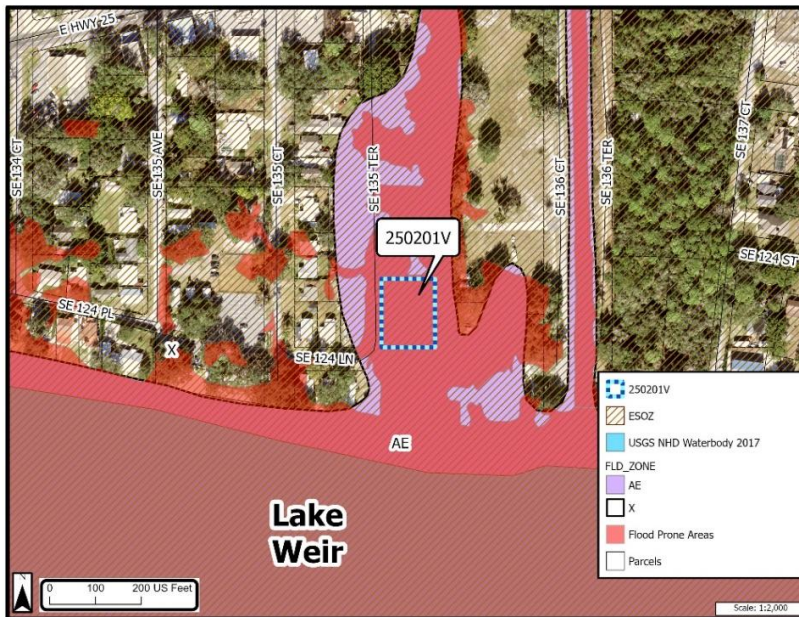 E HWY 25
SE 134 CT
SE 135 AVE
SE 135 CT
SE 135 TER
SE 136 CT
SE 136 TER
SE 137 CT
250201V
SE 124 ST
SE 124 PL
X
SE 124 LN
AE
Lake
Weir
250201V
ESOZ
USGS NHD Waterbody 2017
FLD_ZONE
AE
X
Flood Prone Areas
Parcels
N
0 100 200 US Feet
Scale: 1:2,000